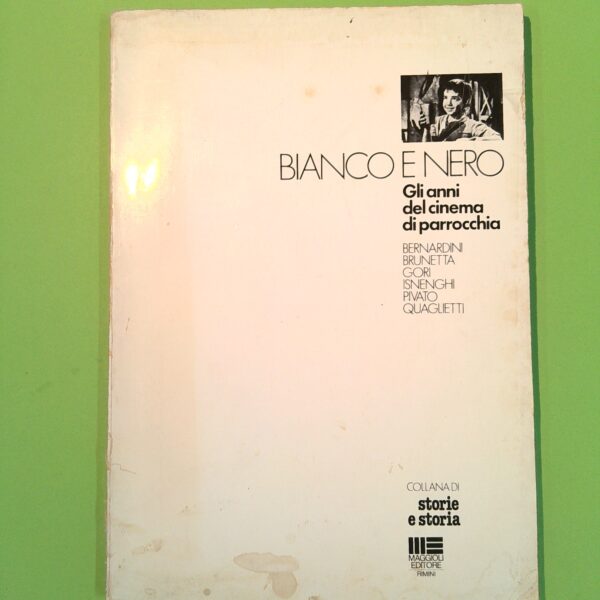 BIANCO E NERO
Gli anni
del cinema
di parrocchia
BERNARDINI
BRUNETTA
GORI
ISNENGHI
PIVATO
QUAGLIETTI
COLLANA DI
storie
e storia
MAGGIOLI
EDITORE
RIMINI